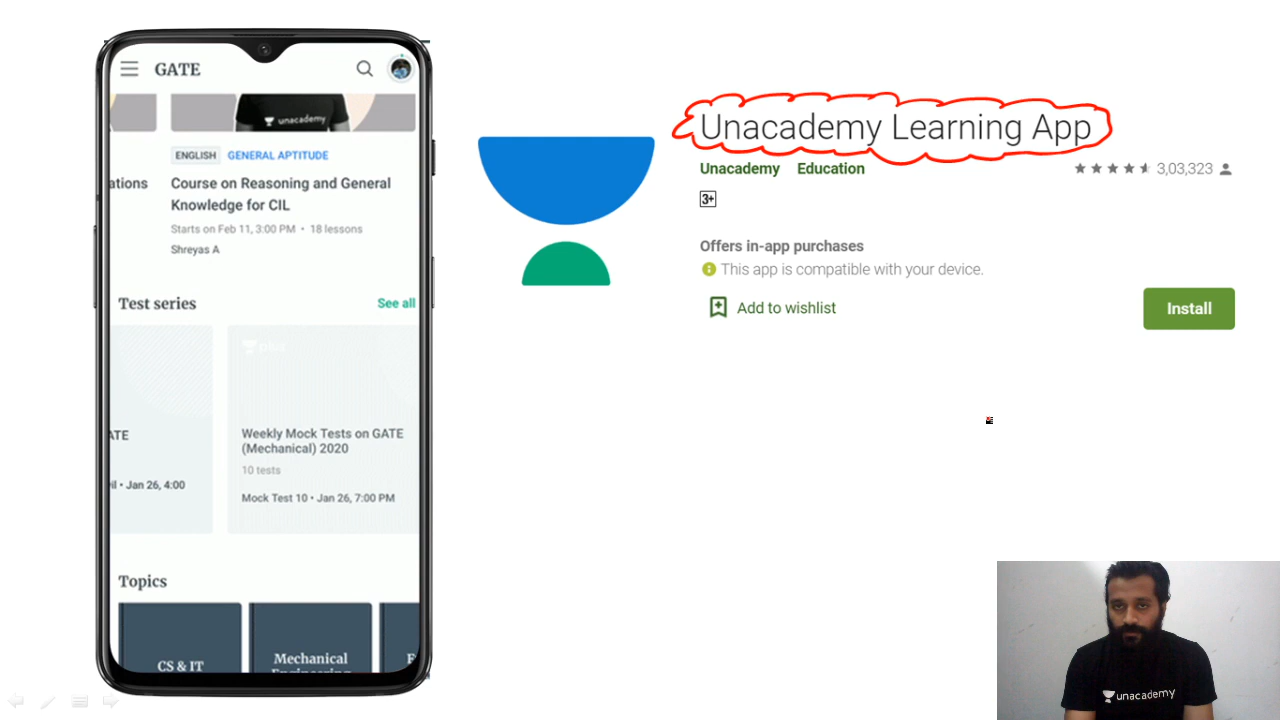 GATE
unacademy
ENGLISH GENERAL APTITUDE
ations
Course on Reasoning and General
Knowledge for CIL
Starts on Feb 11, 3:00 PM • 18 lessons
Shreyas A
Test series
See all
plus
ATE
Weekly Mock Tests on GATE
(Mechanical) 2020
10 tests
il • Jan 26, 4:00
Mock Test 10 • Jan 26, 7:00 PM
Topics
CS & IT
Mechanical
Engineering
Unacademy Learning App
Unacademy Education
3,03,323
3+
Offers in-app purchases
This app is compatible with your device.
Add to wishlist
Install
unacademy